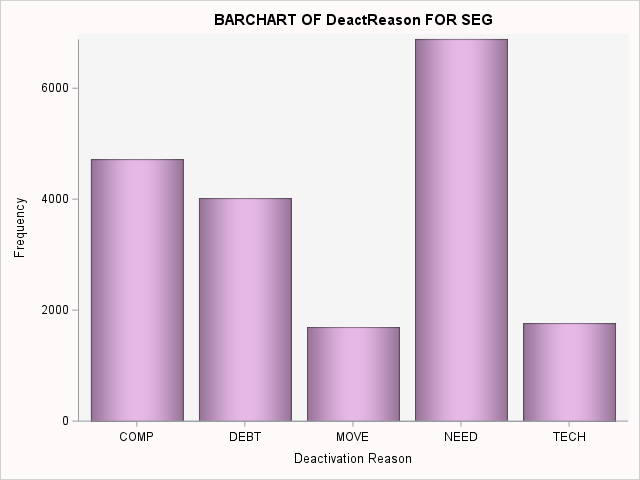 BARCHART OF DeactReason FOR SEG
6000
4000
2000
0
Frequency
COMP DEBT MOVE NEED TECH
Deactivation Reason